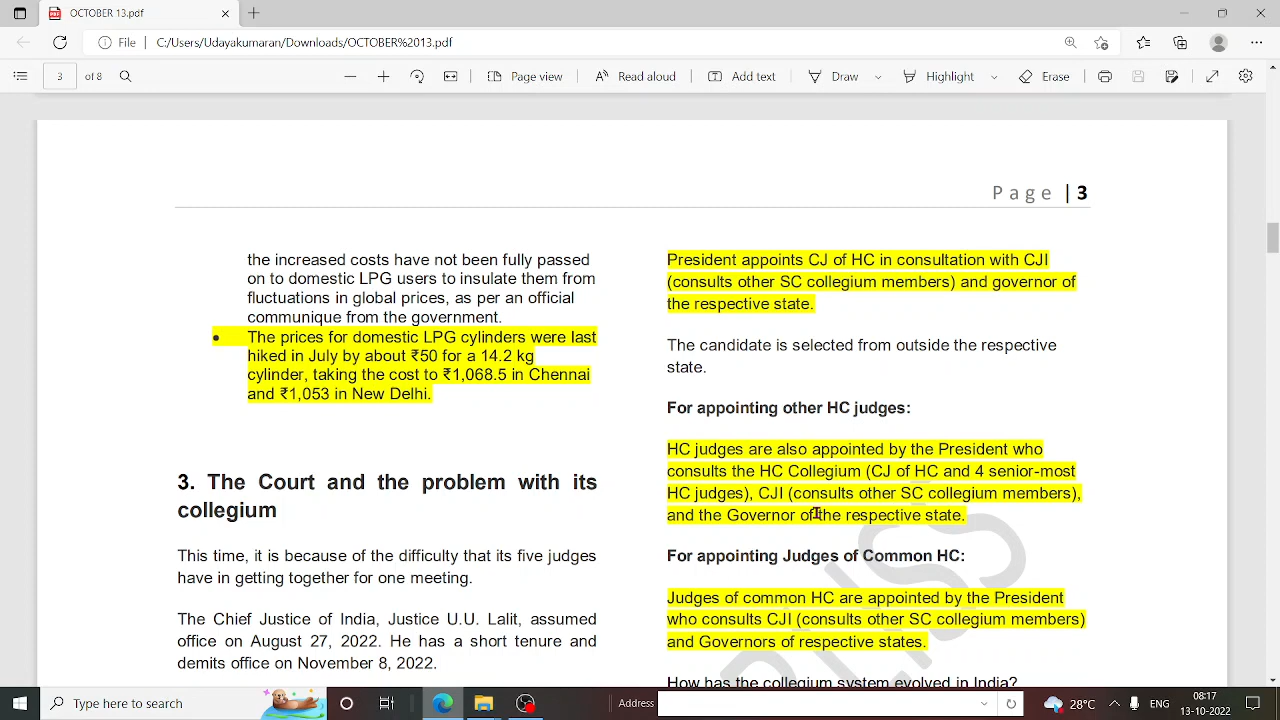 OCTOBER 13.pdf
File
C:/Users/Udayakumaran/Downloads/OCTOBER%2013.pdf
3 of 8
Page view
Read aloud
Add text
Draw
Highlight
Erase
Page | 3
the increased costs have not been fully passed
on to domestic LPG users to insulate them from
fluctuations in global prices, as per an official
communique from the government.
• The prices for domestic LPG cylinders were last
hiked in July by about ₹50 for a 14.2 kg
cylinder, taking the cost to ₹1,068.5 in Chennai
and ₹1,053 in New Delhi.
3. The Court and the problem with its
collegium
This time, it is because of the difficulty that its five judges
have in getting together for one meeting.
The Chief Justice of India, Justice U.U. Lalit, assumed
office on August 27, 2022. He has a short tenure and
demits office on November 8, 2022.
President appoints CJ of HC in consultation with CJI
(consults other SC collegium members) and governor of
the respective state.
The candidate is selected from outside the respective
state.
For appointing other HC judges:
HC judges are also appointed by the President who
consults the HC Collegium (CJ of HC and 4 senior-most
HC judges), CJI (consults other SC collegium members),
and the Governor of the respective state.
For appointing Judges of Common HC:
Judges of common HC are appointed by the President
who consults CJI (consults other SC collegium members)
and Governors of respective states.
How has the collegium system evolved in India?
Type here to search
Address
28°C
ENG
08:17
13-10-2022